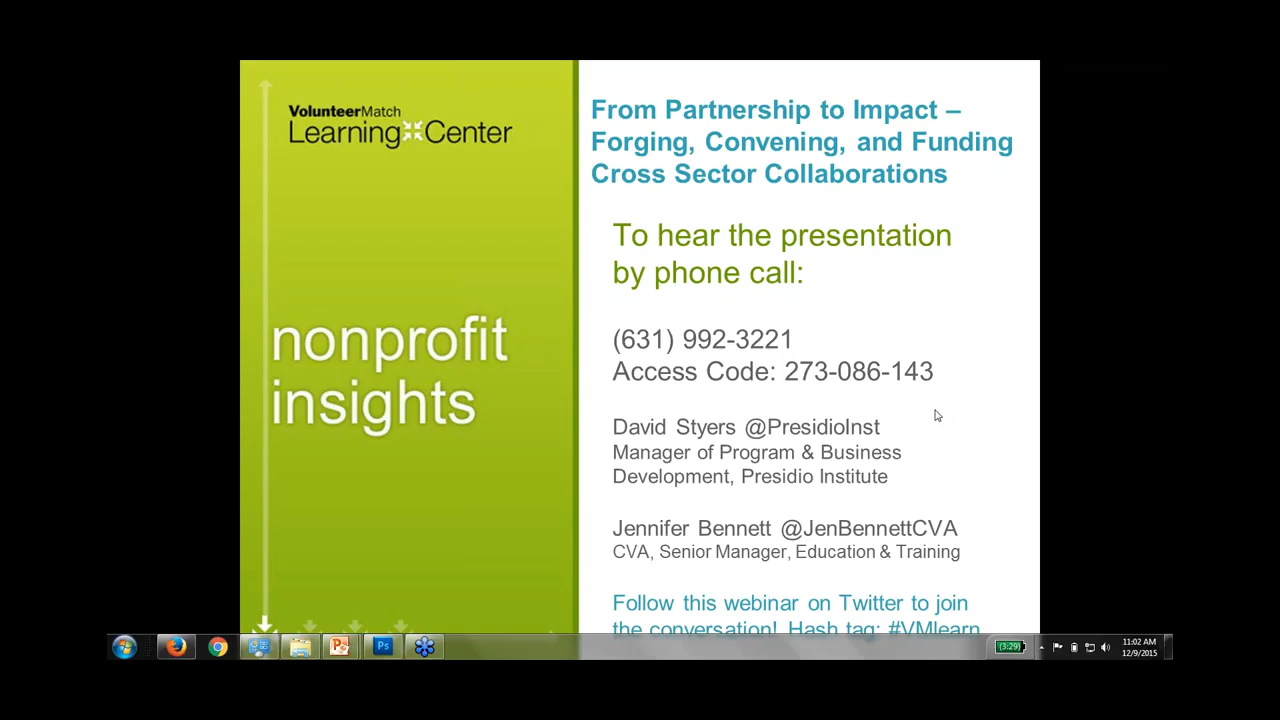 VolunteerMatch
Learning Center
nonprofit
insights
From Partnership to Impact –
Forging, Convening, and Funding
Cross Sector Collaborations
To hear the presentation
by phone call:
(631) 992-3221
Access Code: 273-086-143
David Styers @PresidioInst
Manager of Program & Business
Development, Presidio Institute
Jennifer Bennett @JenBennettCVA
CVA, Senior Manager, Education & Training
Follow this webinar on Twitter to join
the conversation! Hash tag: #VMlearn
Ps
(3:29)
11:02 AM
12/9/2015